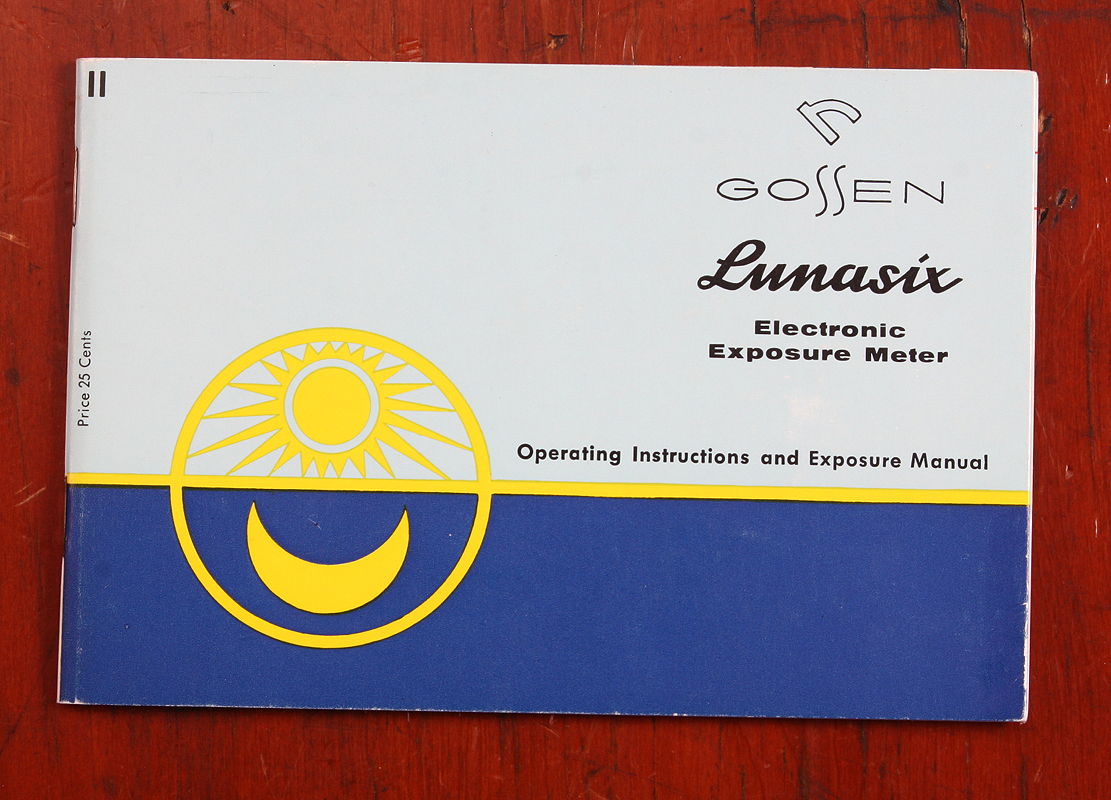 II
GOSSEN
Lunasix
Electronic
Exposure Meter
Price 25 Cents
Operating Instructions and Exposure Manual